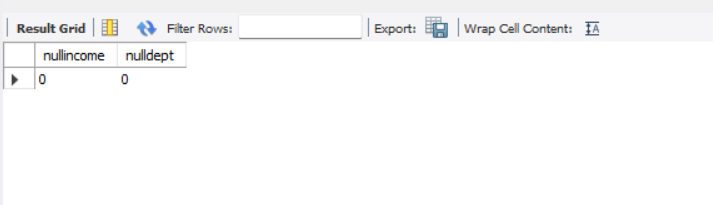 Result Grid Filter Rows: Export: Wrap Cell Content:
nullincome nulldept
0 0